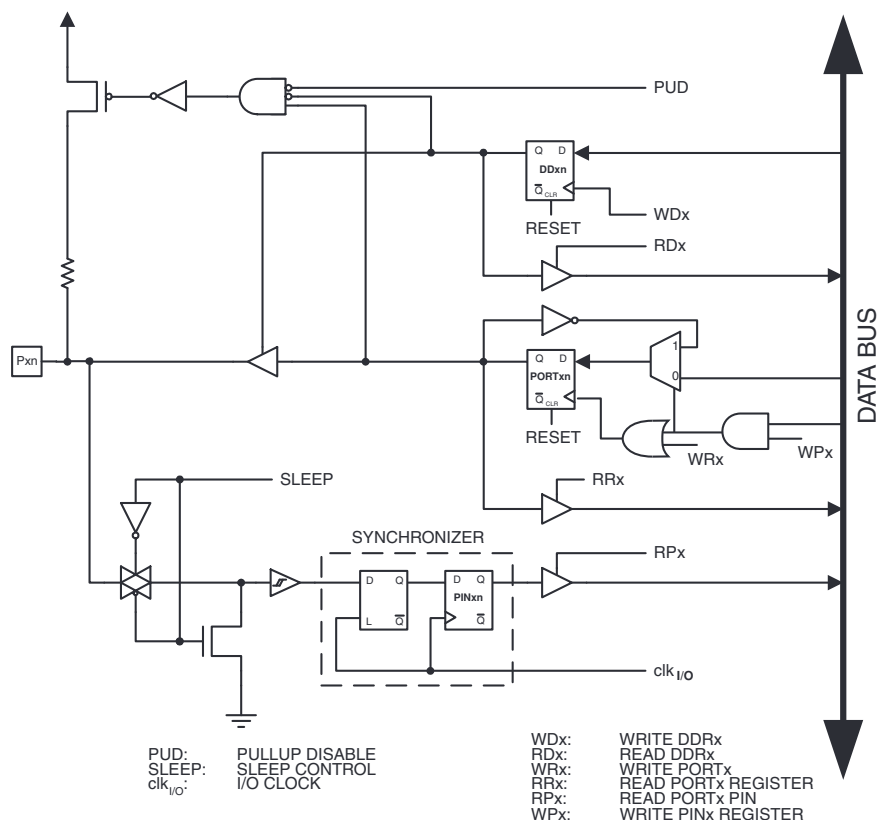 PUD
Q D
DDxn
Q CLR
WDx
RESET
RDx
Pxn
1
Q D
PORTxn
0
Q CLR
RESET
WRx
WPx
DATA BUS
SLEEP
RRx
SYNCHRONIZER
RPx
D Q
D Q
PINxn
L Q
Q
clk I/O
PUD: PULLUP DISABLE
SLEEP: SLEEP CONTROL
clk I/O: I/O CLOCK
WDx: WRITE DDRx
RDx: READ DDRx
WRx: WRITE PORTx
RRx: READ PORTx REGISTER
RPx: READ PORTx PIN
WPx: WRITE PINx REGISTER